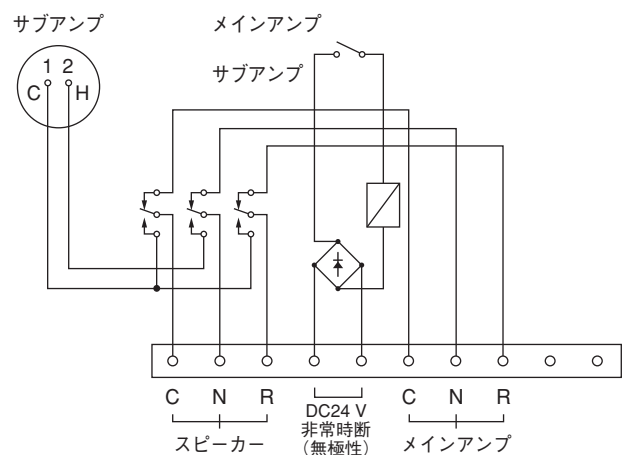 サブアンプ
1 2
C H
メインアンプ
サブアンプ
C N R C N R
DC24 V
非常時断
（無極性）
スピーカー
メインアンプ